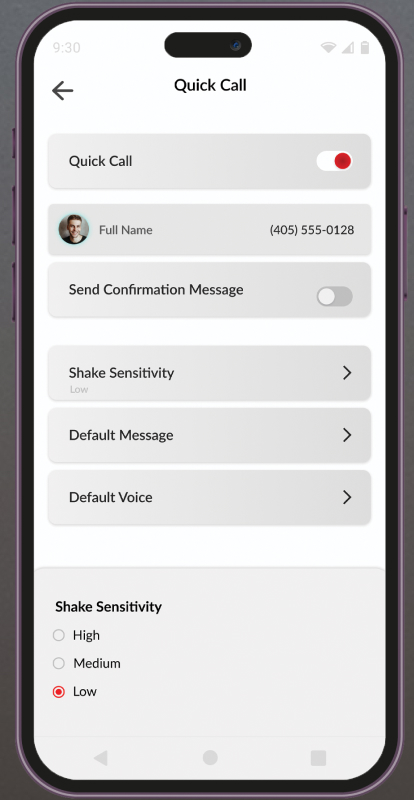 9:30
Quick Call
Quick Call
Full Name (405) 555-0128
Send Confirmation Message
Shake Sensitivity
Low
Default Message
Default Voice
Shake Sensitivity
High
Medium
Low